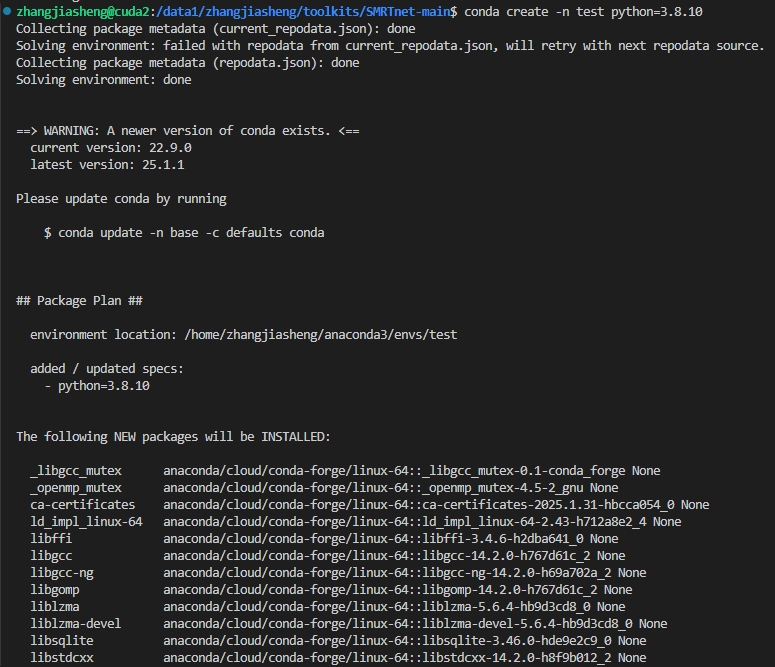 zhangjiasheng@cuda2:/data1/zhangjiasheng/toolkits/SMRTnet-main$ conda create -n test python=3.8.10
Collecting package metadata (current_repodata.json): done
Solving environment: failed with repodata from current_repodata.json, will retry with next repodata source.
Collecting package metadata (repodata.json): done
Solving environment: done
==> WARNING: A newer version of conda exists. <==
current version: 22.9.0
latest version: 25.1.1
Please update conda by running
$ conda update -n base -c defaults conda
## Package Plan ##
environment location: /home/zhangjiasheng/anaconda3/envs/test
added / updated specs:
- python=3.8.10
The following NEW packages will be INSTALLED:
_libgcc_mutex anaconda/cloud/conda-forge/linux-64::_libgcc_mutex-0.1-conda_forge None
_openmp_mutex anaconda/cloud/conda-forge/linux-64::_openmp_mutex-4.5-2_gnu None
ca-certificates anaconda/cloud/conda-forge/linux-64::ca-certificates-2025.1.31-hbcca054_0 None
ld_impl_linux-64 anaconda/cloud/conda-forge/linux-64::ld_impl_linux-64-2.43-h712a8e2_4 None
libffi anaconda/cloud/conda-forge/linux-64::libffi-3.4.6-h2dba641_0 None
libgcc anaconda/cloud/conda-forge/linux-64::libgcc-14.2.0-h767d61c_2 None
libgcc-ng anaconda/cloud/conda-forge/linux-64::libgcc-ng-14.2.0-h69a702a_2 None
libgomp anaconda/cloud/conda-forge/linux-64::libgomp-14.2.0-h767d61c_2 None
liblzma anaconda/cloud/conda-forge/linux-64::liblzma-5.6.4-hb9d3cd8_0 None
liblzma-devel anaconda/cloud/conda-forge/linux-64::liblzma-devel-5.6.4-hb9d3cd8_0 None
libsqlite anaconda/cloud/conda-forge/linux-64::libsqlite-3.46.0-hde9e2c9_0 None
libstdcxx anaconda/cloud/conda-forge/linux-64::libstdcxx-14.2.0-h8f9b012_2 None